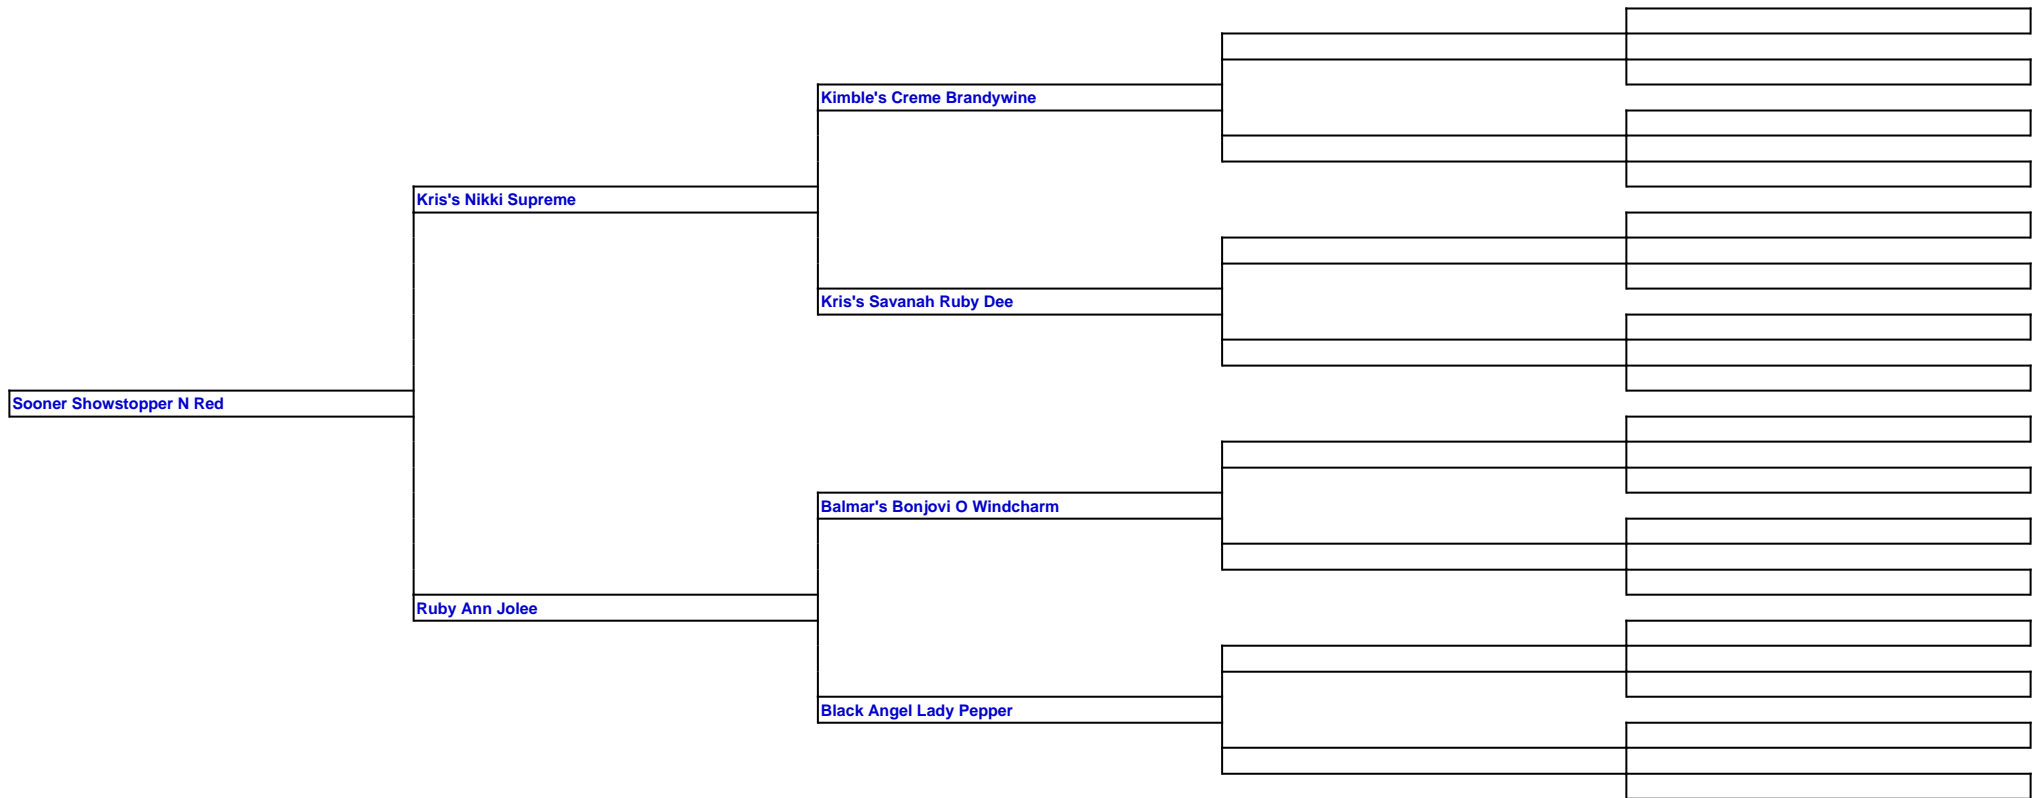 Kimble's Creme Brandywine
Kris's Nikki Supreme
Kris's Savanah Ruby Dee
Sooner Showstopper N Red
Balmar's Bonjovi O Windcharm
Ruby Ann Jolee
Black Angel Lady Pepper